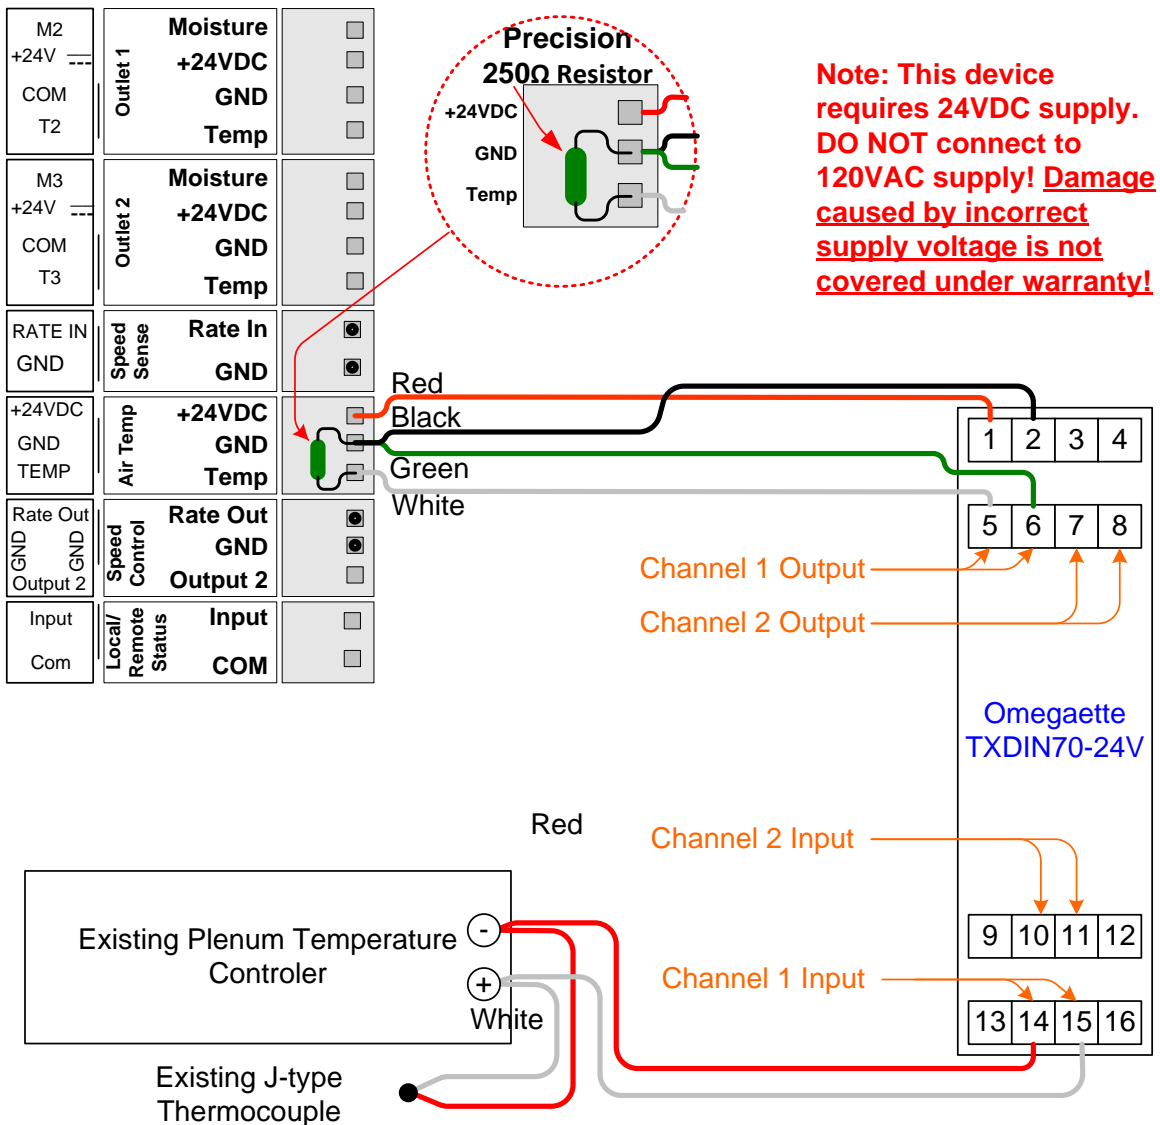 M2
+24V
COM
T2
Outlet 1
Moisture
+24VDC
GND
Temp
M3
+24V
COM
T3
Outlet 2
Moisture
+24VDC
GND
Temp
RATE IN
GND
Speed
Sense
Rate In
GND
+24VDC
GND
TEMP
Air Temp
+24VDC
GND
Temp
Rate Out
GND
GND
Output 2
Speed
Control
Rate Out
GND
Output 2
Input
Com
Local/
Remote
Status
Input
COM
Precision
250Ω Resistor
+24VDC
GND
Temp
Note: This device
requires 24VDC supply.
DO NOT connect to
120VAC supply! Damage
caused by incorrect
supply voltage is not
covered under warranty!
Red
Black
Green
White
1 2 3 4
5 6 7 8
Channel 1 Output
Channel 2 Output
Omegaette
TXDIN70-24V
Red
Channel 2 Input
9 10 11 12
Channel 1 Input
13 14 15 16
Existing Plenum Temperature
Controler
-
+
White
Existing J-type
Thermocouple